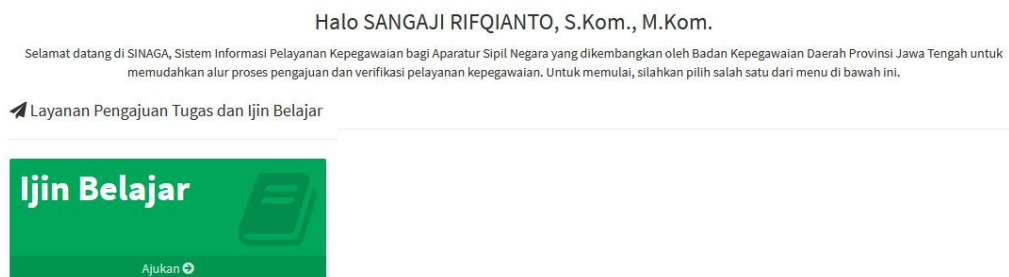 Halo SANGAJI RIFQIANTO, S.Kom., M.Kom.
Selamat datang di SINAGA, Sistem Informasi Pelayanan Kepegawaian bagi Aparatur Sipil Negara yang dikembangkan oleh Badan Kepegawaian Daerah Provinsi Jawa Tengah untuk
memudahkan alur proses pengajuan dan verifikasi pelayanan kepegawaian. Untuk memulai, silahkan pilih salah satu dari menu di bawah ini.
Layanan Pengajuan Tugas dan Ijin Belajar
Ijin Belajar
Ajukan